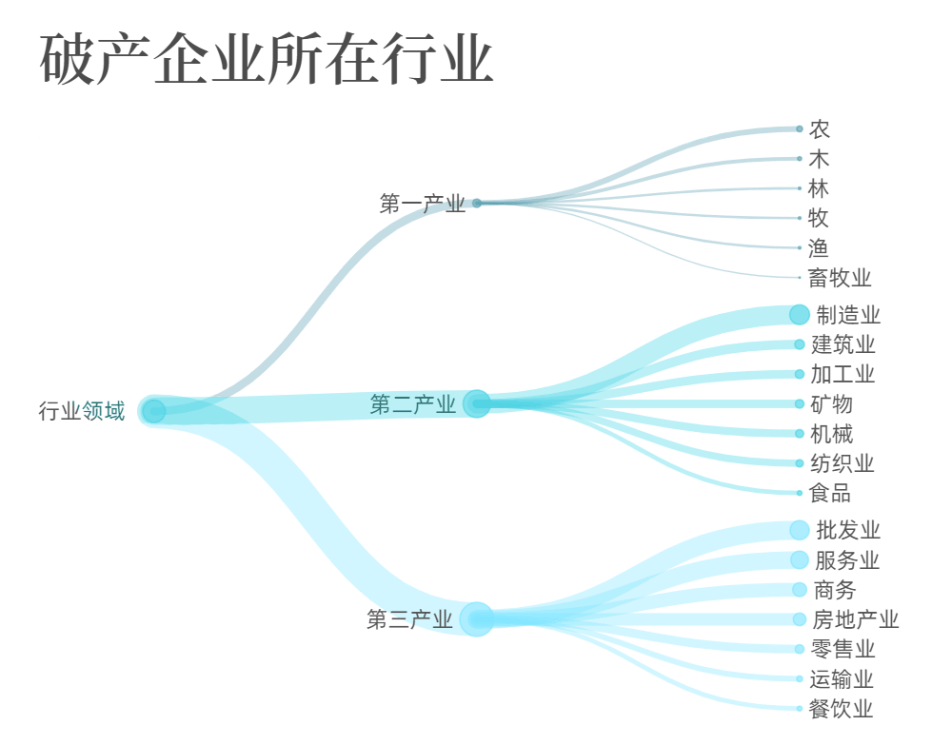 破产企业所在行业
行业领域
第一产业
农
木
林
牧
渔
畜牧业
第二产业
制造业
建筑业
加工业
矿物
机械
纺织业
食品
第三产业
批发业
服务业
商务
房地产业
零售业
运输业
餐饮业